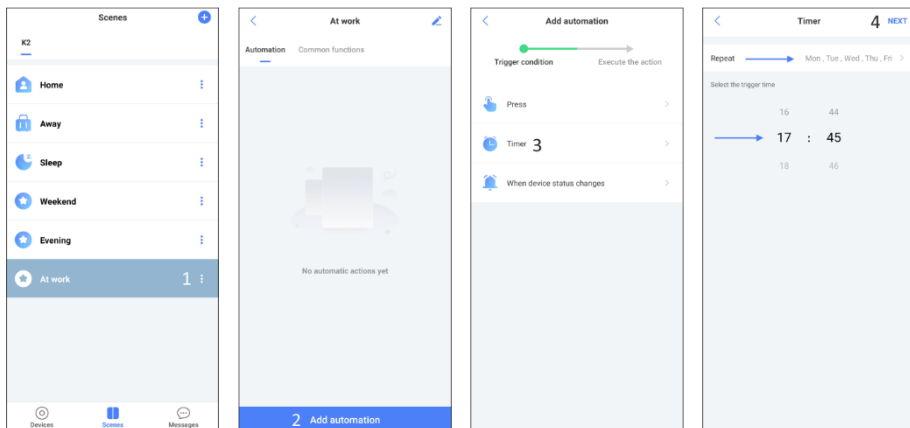 Scenes
K2
Home
Away
Sleep
Weekend
Evening
At work 1
Devices Scenes Messages
At work
Automation Common functions
No automatic actions yet
2 Add automation
Add automation
Trigger condition Execute the action
Press
Timer 3
When device status changes
Timer 4 NEXT
Repeat Mon , Tue , Wed , Thu , Fri
Select the trigger time
16 44
17 : 45
18 46